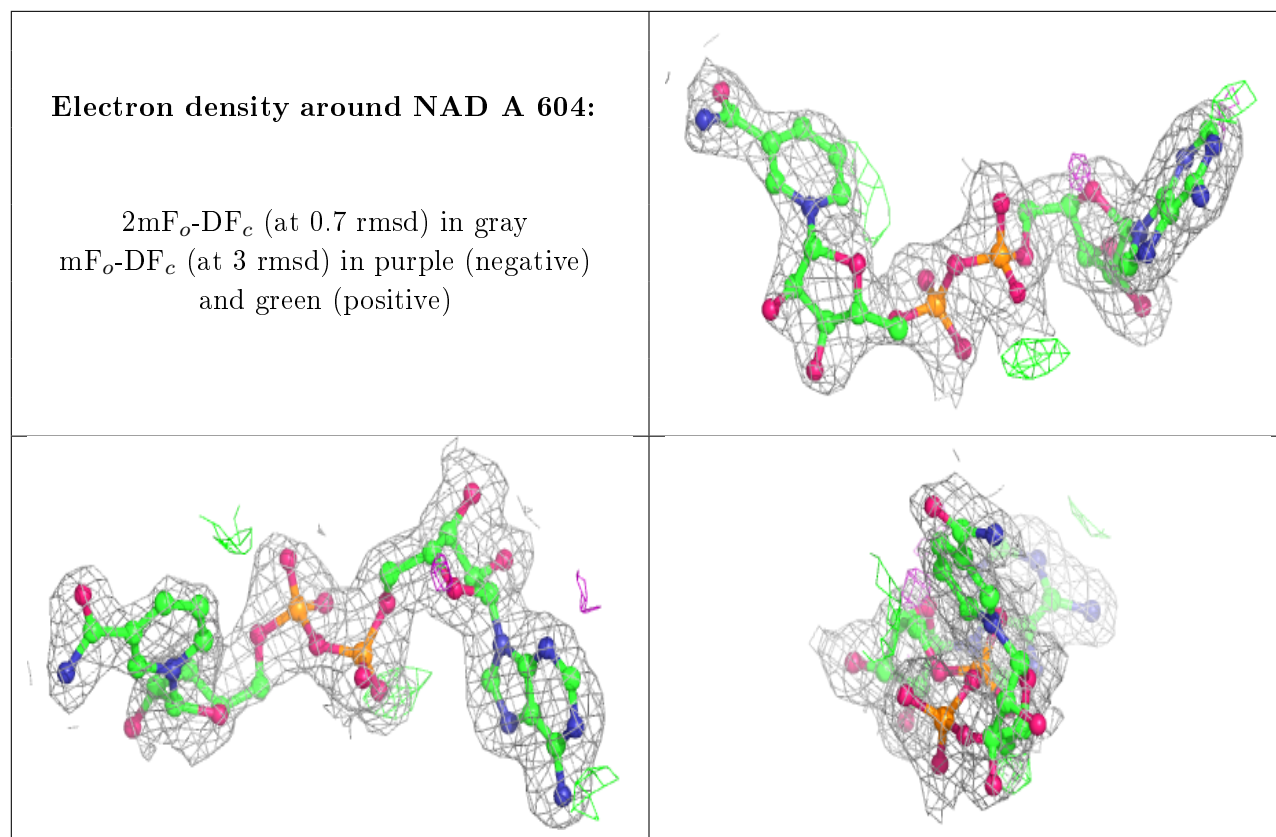 Electron density around NAD A 604:
2mFo-DFc (at 0.7 rmsd) in gray
mFo-DFc (at 3 rmsd) in purple (negative)
and green (positive)